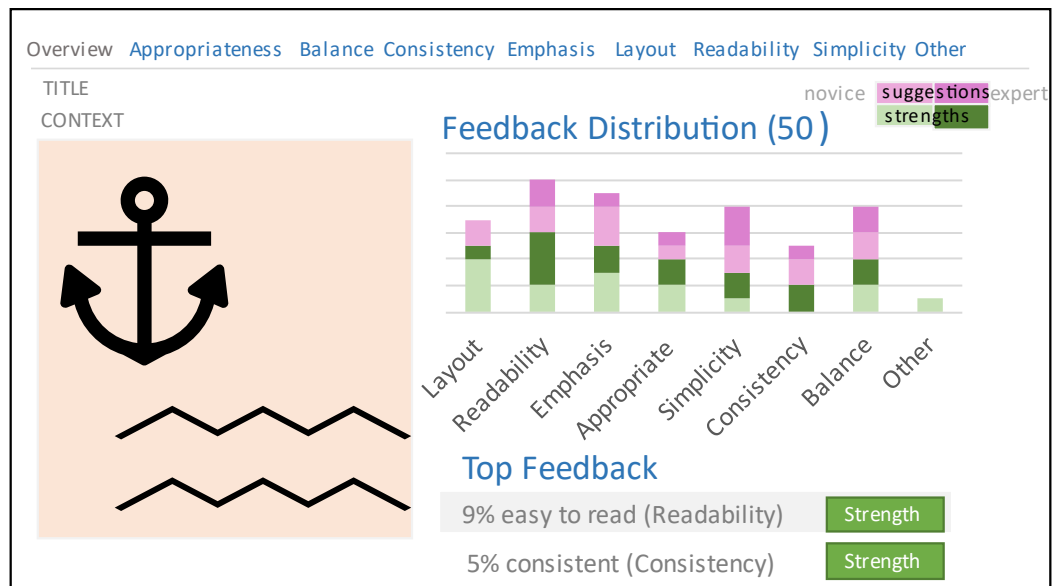 Overview Appropriateness Balance Consistency Emphasis Layout Readability Simplicity Other
TITLE
CONTEXT
novice suggestions expert
strengths
Feedback Distribution (50 )
Layout
Readability
Emphasis
Appropriate
Simplicity
Consistency
Balance
Other
Top Feedback
9% easy to read (Readability) Strength
5% consistent (Consistency) Strength